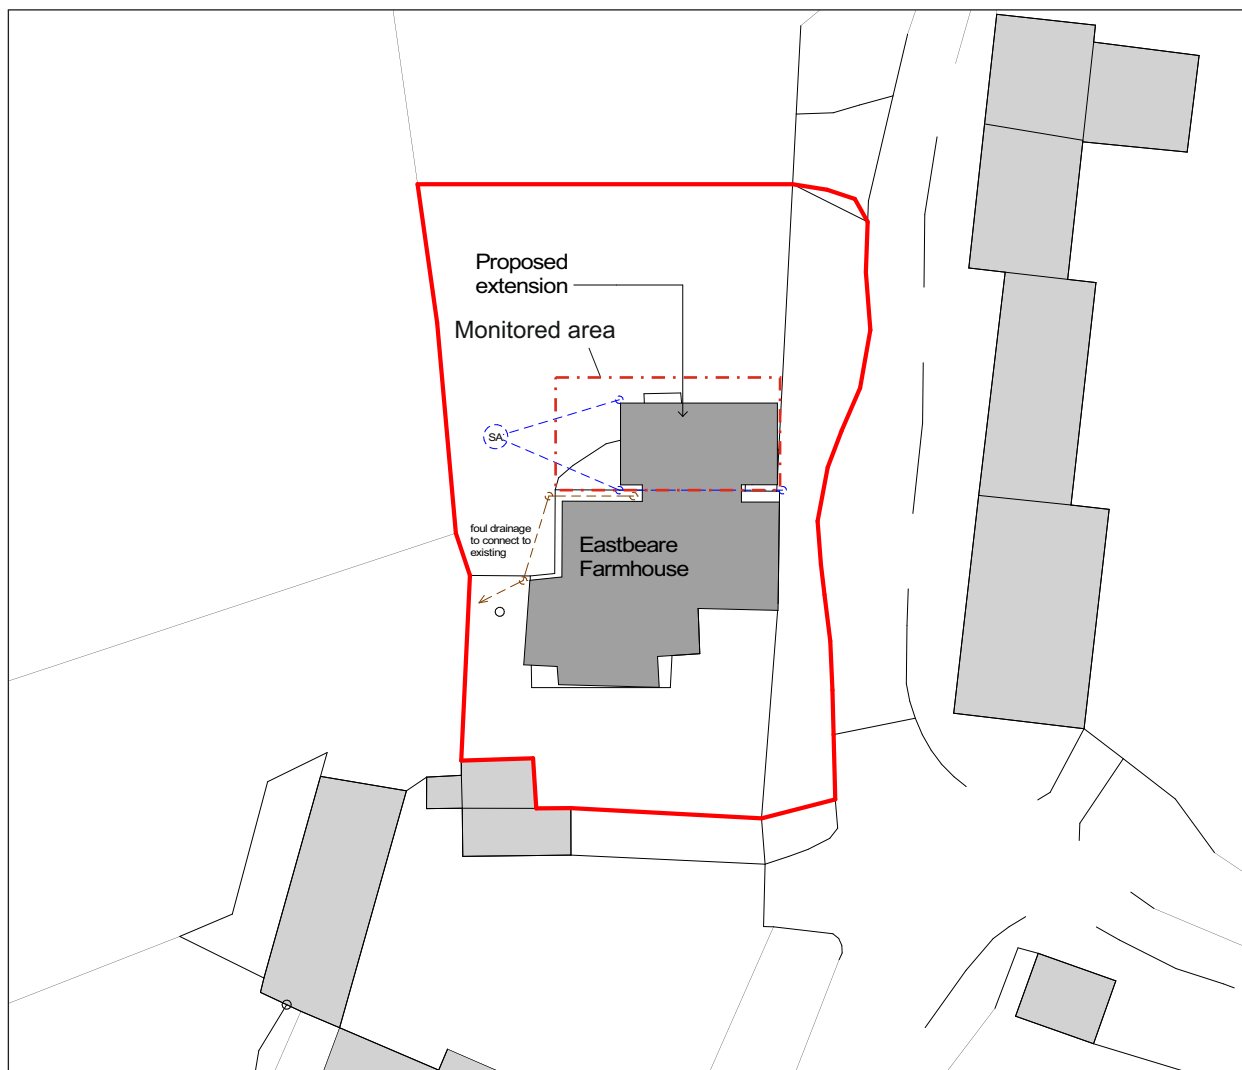 Proposed
extension
Monitored area
SA
foul drainage
to connect to
existing
Eastbeare
Farmhouse